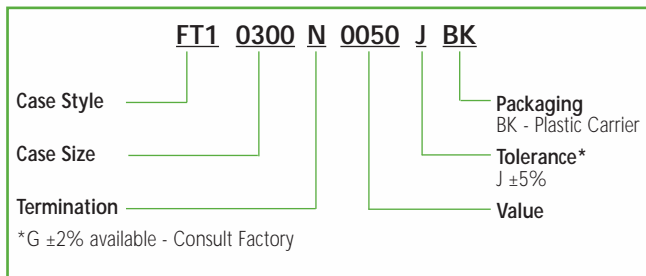 FT1 0300 N 0050 J BK
Case Style
Case Size
Termination
*G ±2% available - Consult Factory
Packaging
BK - Plastic Carrier
Tolerance*
J ±5%
Value